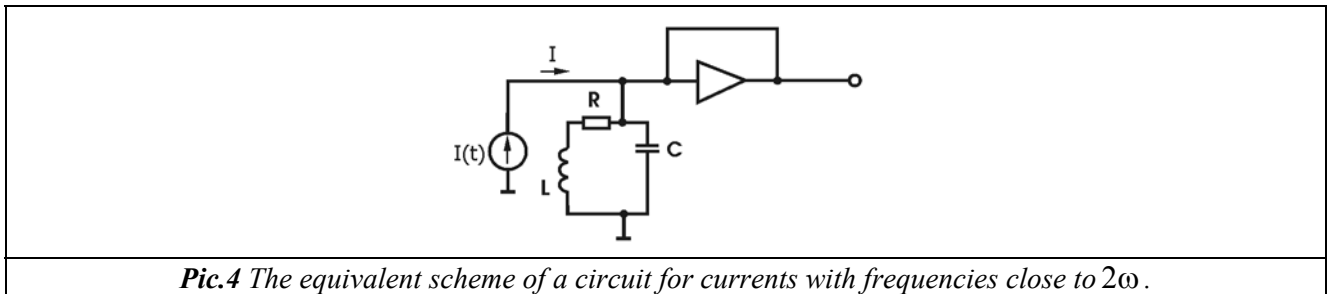 I
R
I(t)
C
L
Pic.4 The equivalent scheme of a circuit for currents with frequencies close to 2ω.